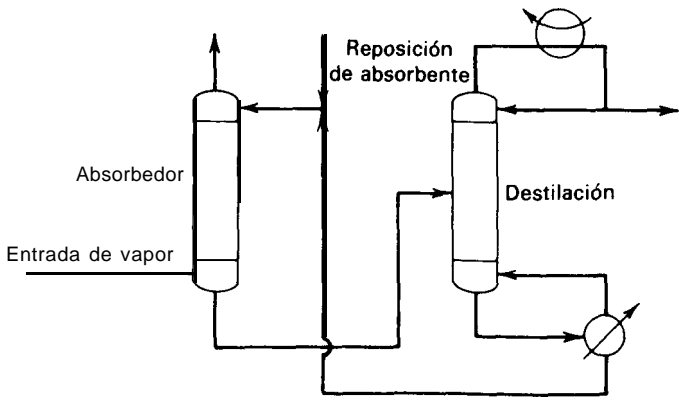 Reposición
de absorbente
Absorbedor
Destilación
Entrada de vapor